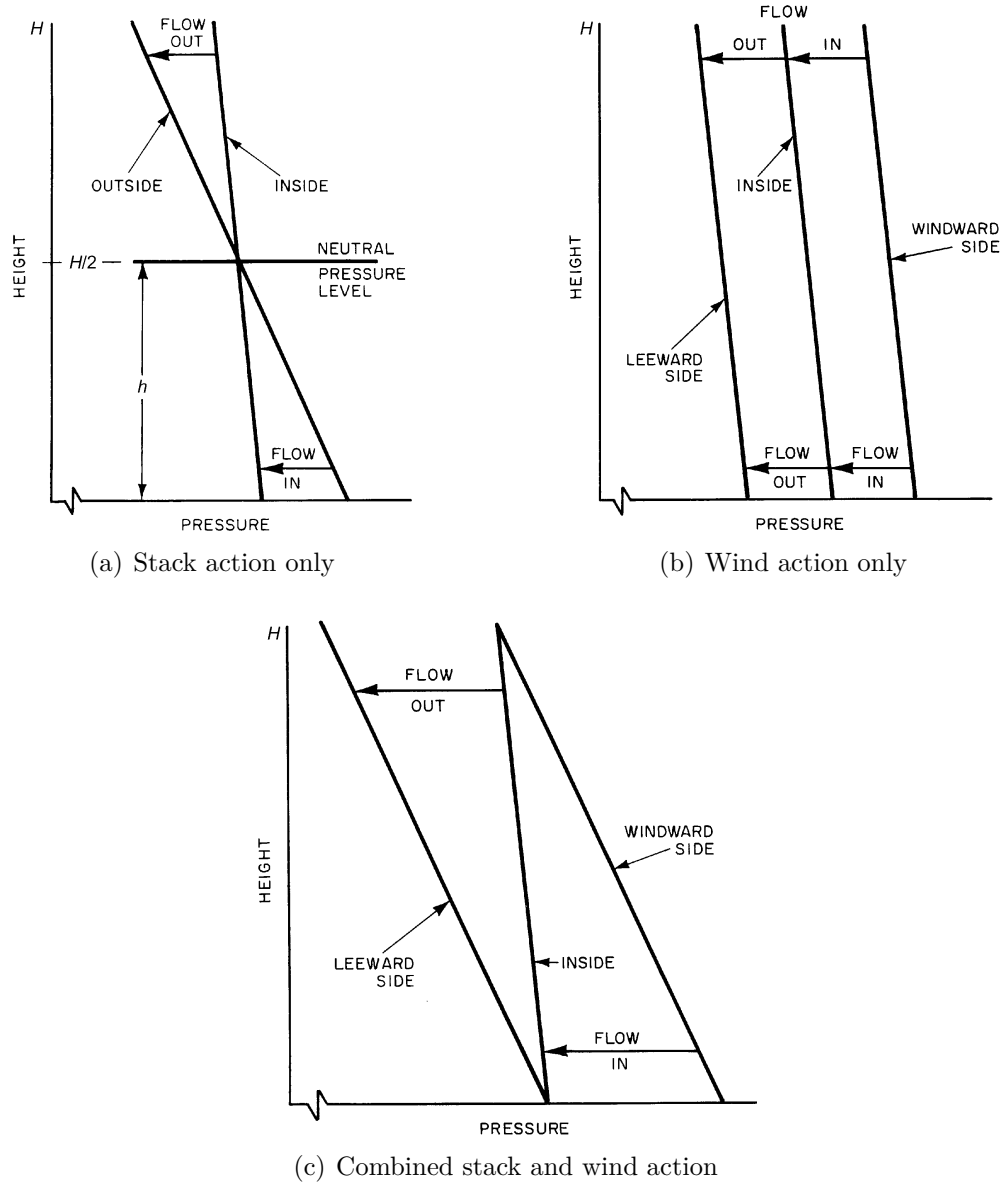 H
FLOW
OUT
OUTSIDE
INSIDE
HEIGHT
H/2
NEUTRAL
PRESSURE
LEVEL
h
FLOW
IN
PRESSURE
(a) Stack action only
FLOW
H
OUT
IN
INSIDE
WINDWARD
SIDE
HEIGHT
LEEWARD
SIDE
FLOW
OUT
FLOW
IN
PRESSURE
(b) Wind action only
H
FLOW
OUT
WINDWARD
SIDE
HEIGHT
LEEWARD
SIDE
INSIDE
FLOW
IN
PRESSURE
(c) Combined stack and wind action